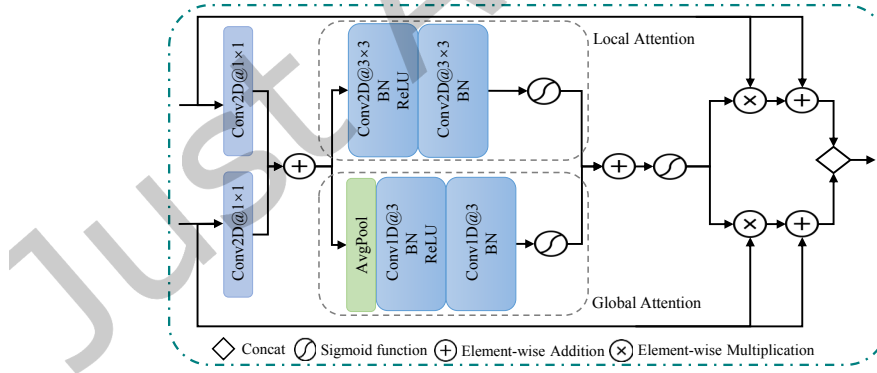 Just A
Conv2D@1×1
Conv2D@1×1
Conv2D@3×3
BN
ReLU
Conv2D@3×3
BN
Local Attention
AvgPool
Conv1D@3
BN
ReLU
Conv1D@3
BN
Global Attention
Concat Sigmoid function Element-wise Addition Element-wise Multiplication